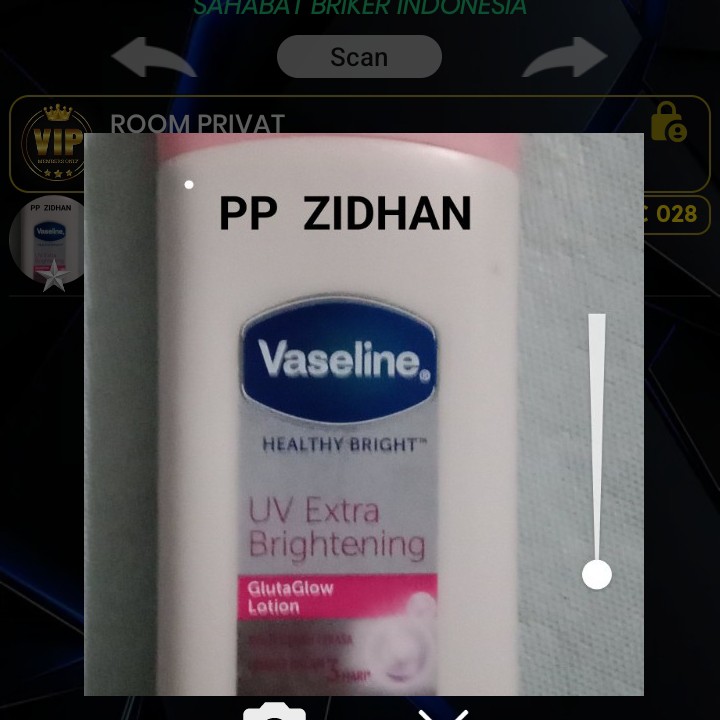 SAHABAT BRIKER INDONESIA
Scan
ROOM PRIVAT
VIP
PP ZIDHAN
028
PP ZIDHAN
Vaseline.
Vaseline.®
HEALTHY BRIGHT™
UV Extra
Brightening
GlutaGlow
Lotion